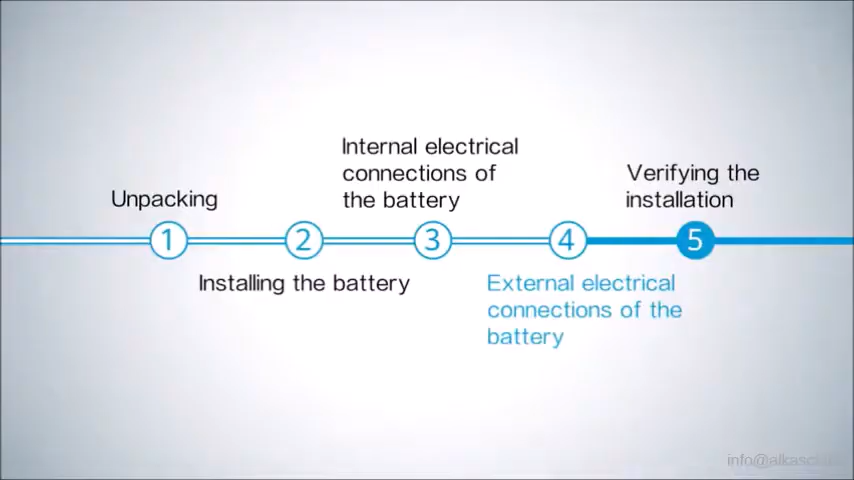 Unpacking
1
Installing the battery
2
Internal electrical
connections of
the battery
3
External electrical
connections of the
battery
4
Verifying the
installation
5